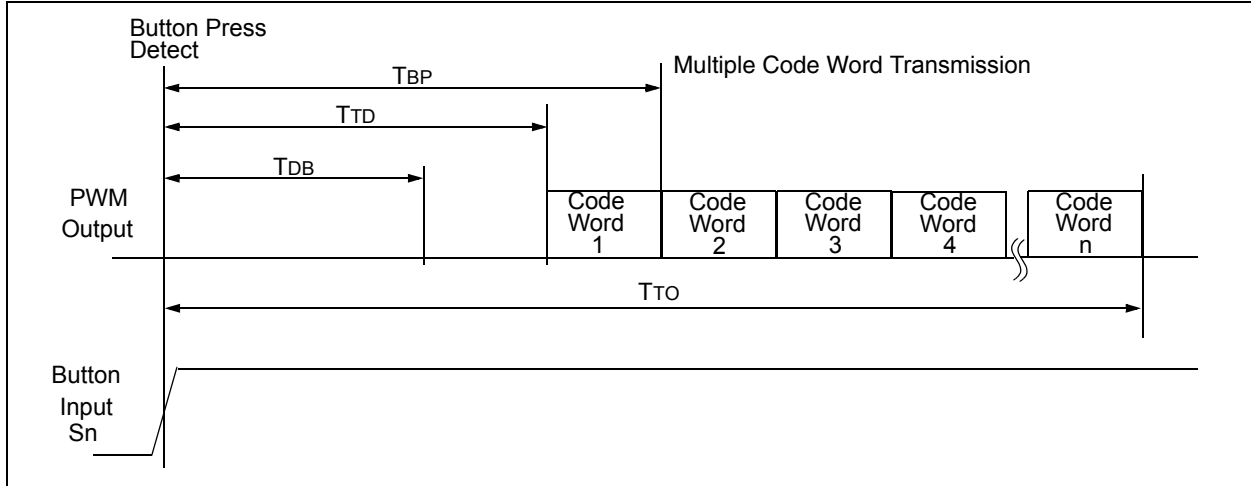 Button Press
Detect
TBP
Multiple Code Word Transmission
TTD
TDB
PWM
Output
Code
Word
1
Code
Word
2
Code
Word
3
Code
Word
4
Code
Word
n
TTO
Button
Input
Sn